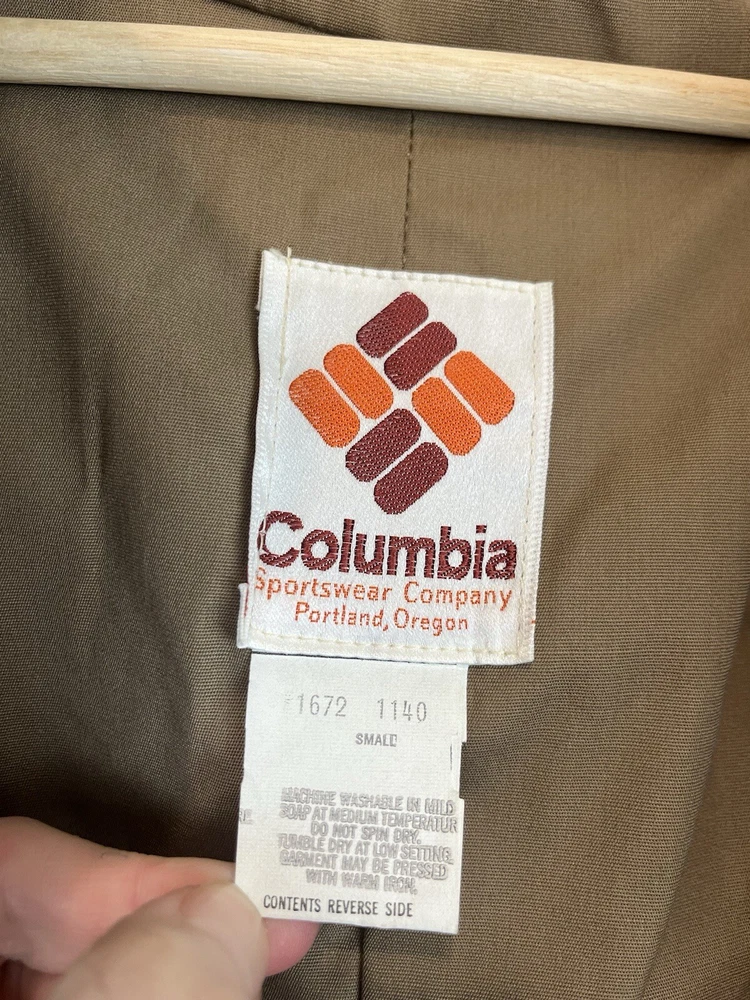 Columbia
Sportswear Company
Portland, Oregon
1672 1140
SMALL
MACHINE WASHABLE IN MILD
SOAP AT MEDIUM TEMPERATUR
DO NOT SPIN DRY.
TUMBLE DRY AT LOW SETTING.
GARMENT MAY BE PRESSED
WITH WARM IRON.
CONTENTS REVERSE SIDE